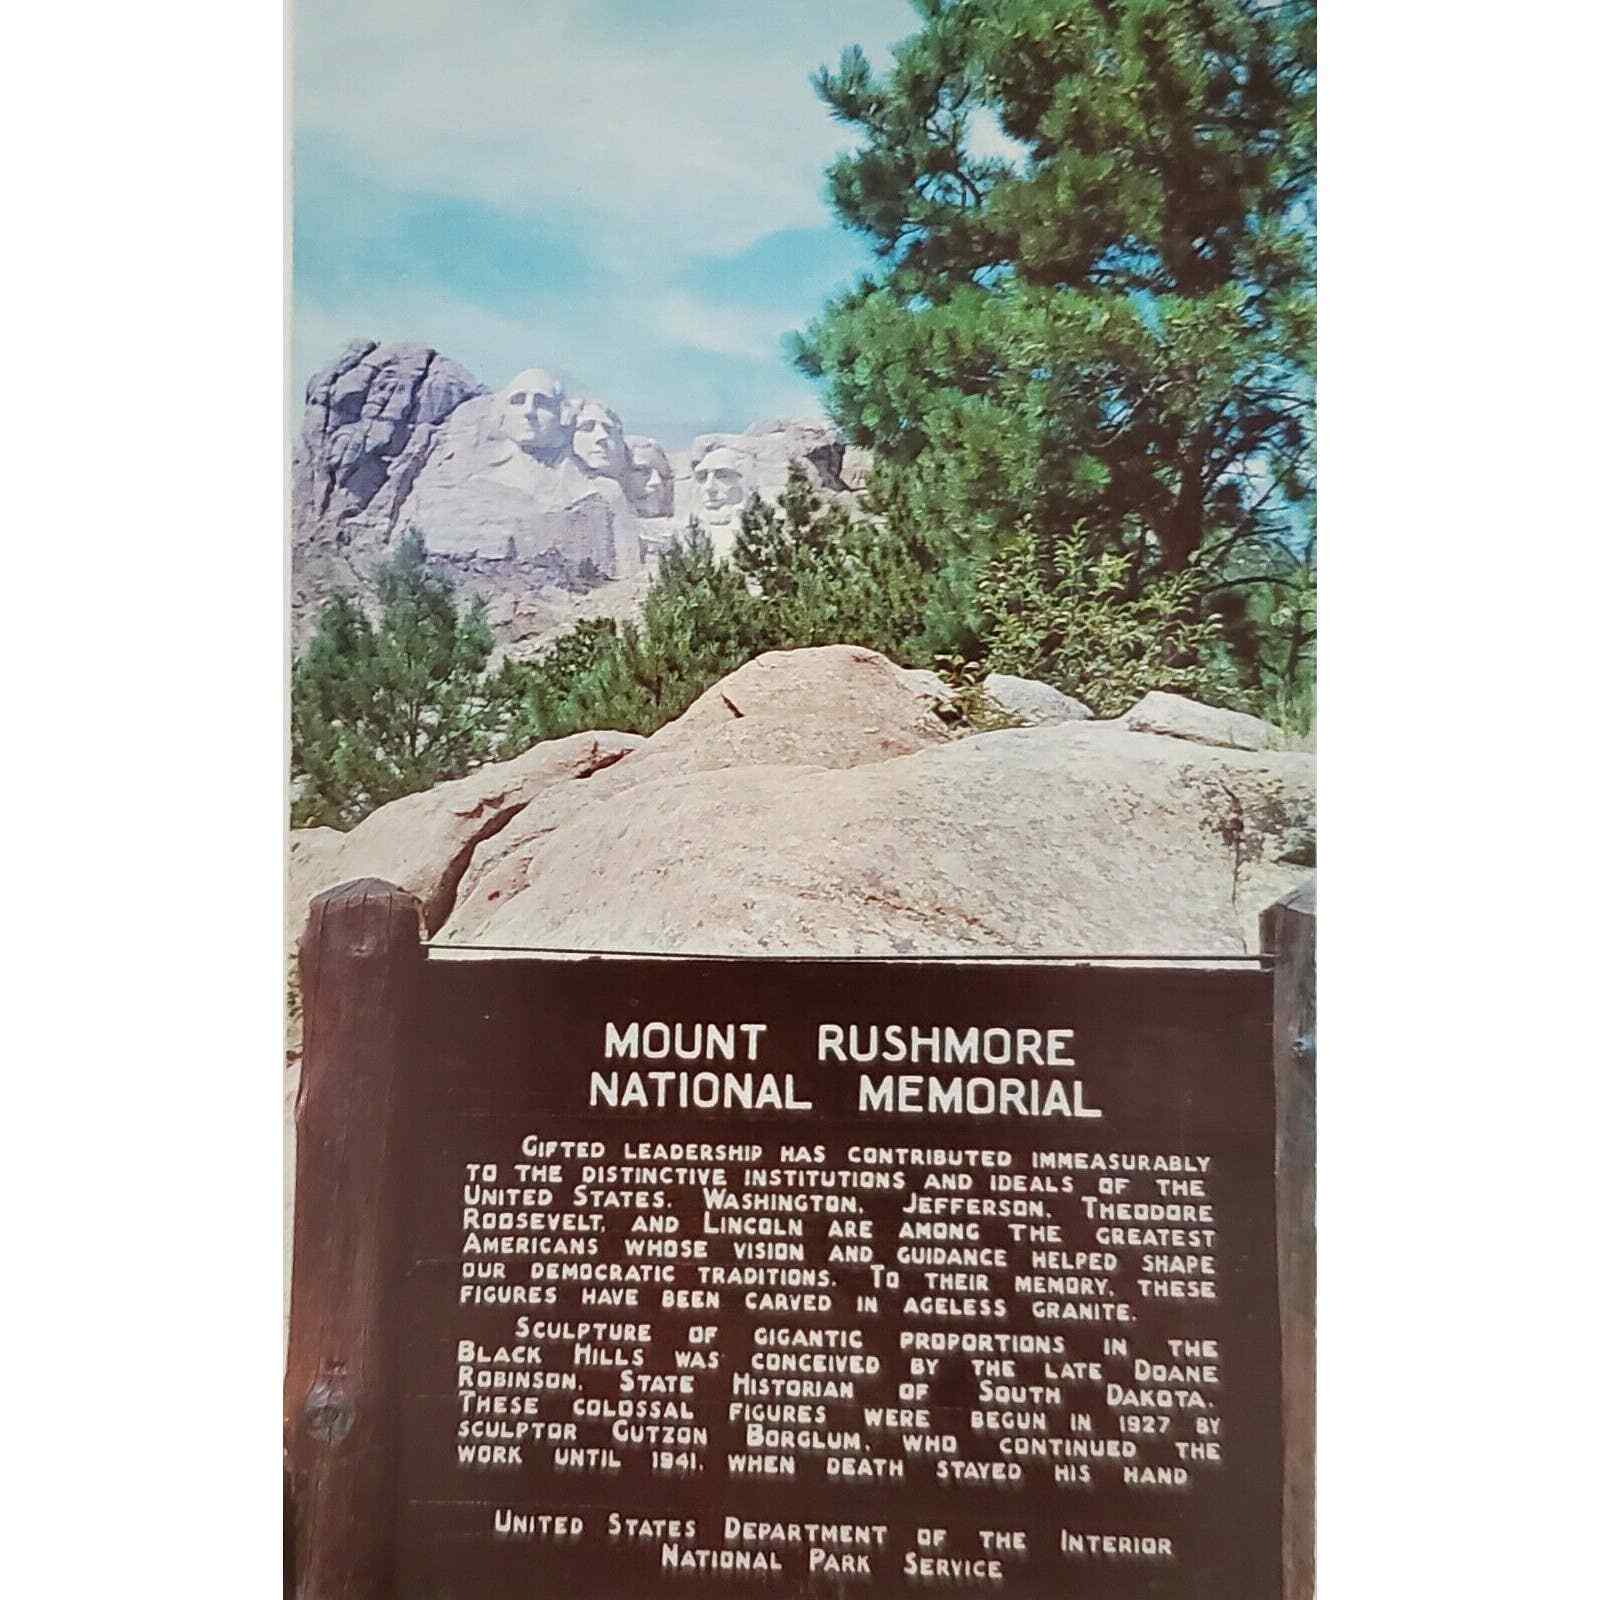 MOUNT RUSHMORE
NATIONAL MEMORIAL
GIFTED LEADERSHIP HAS CONTRIBUTED IMMEASURABLY
TO THE DISTINCTIVE INSTITUTIONS AND IDEALS OF THE
UNITED STATES. WASHINGTON, JEFFERSON, THEODORE
ROOSEVELT, AND LINCOLN ARE AMONG THE GREATEST
AMERICANS WHOSE VISION AND GUIDANCE HELPED SHAPE
OUR DEMOCRATIC TRADITIONS. TO THEIR MEMORY, THESE
FIGURES HAVE BEEN CARVED IN AGELESS GRANITE.
SCULPTURE OF GIGANTIC PROPORTIONS IN THE
BLACK HILLS WAS CONCEIVED BY THE LATE DOANE
ROBINSON, STATE HISTORIAN OF SOUTH DAKOTA.
THESE COLOSSAL FIGURES WERE BEGUN IN 1927 BY
SCULPTOR GUTZON BORGLUM, WHO CONTINUED THE
WORK UNTIL 1941, WHEN DEATH STAYED HIS HAND
UNITED STATES DEPARTMENT OF THE INTERIOR
NATIONAL PARK SERVICE